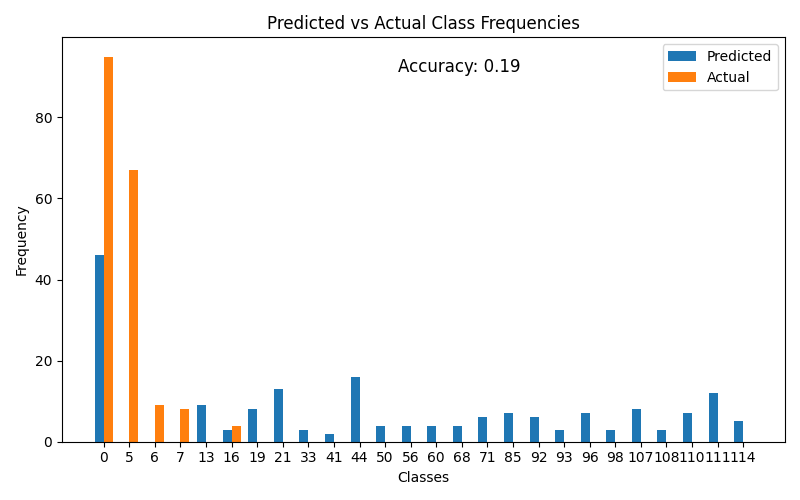 Predicted vs Actual Class Frequencies
Accuracy: 0.19
Predicted
Actual
Frequency
80
60
40
20
0
0 5 6 7 13 16 19 21 33 41 44 50 56 60 68 71 85 92 93 96 98 107 108 110 111 114
Classes